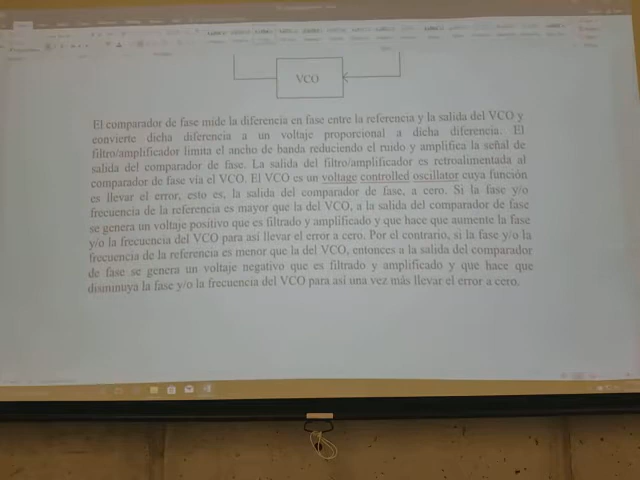 VCO
El comparador de fase mide la diferencia en fase entre la referencia y la salida del VCO y
convierte dicha diferencia a un voltaje proporcional a dicha diferencia. El
filtro/amplificador limita el ancho de banda reduciendo el ruido y amplifica la señal de
salida del comparador de fase. La salida del filtro/amplificador es retroalimentada al
comparador de fase vía el VCO. El VCO es un voltage controlled oscillator cuya función
es llevar el error, esto es, la salida del comparador de fase, a cero. Si la fase y/o
frecuencia de la referencia es mayor que la del VCO, a la salida del comparador de fase
se genera un voltaje positivo que es filtrado y amplificado y que hace que aumente la fase
y/o la frecuencia del VCO para así llevar el error a cero. Por el contrario, si la fase y/o la
frecuencia de la referencia es menor que la del VCO, entonces a la salida del comparador
de fase se genera un voltaje negativo que es filtrado y amplificado y que hace que
disminuya la fase y/o la frecuencia del VCO para así una vez más llevar el error a cero.